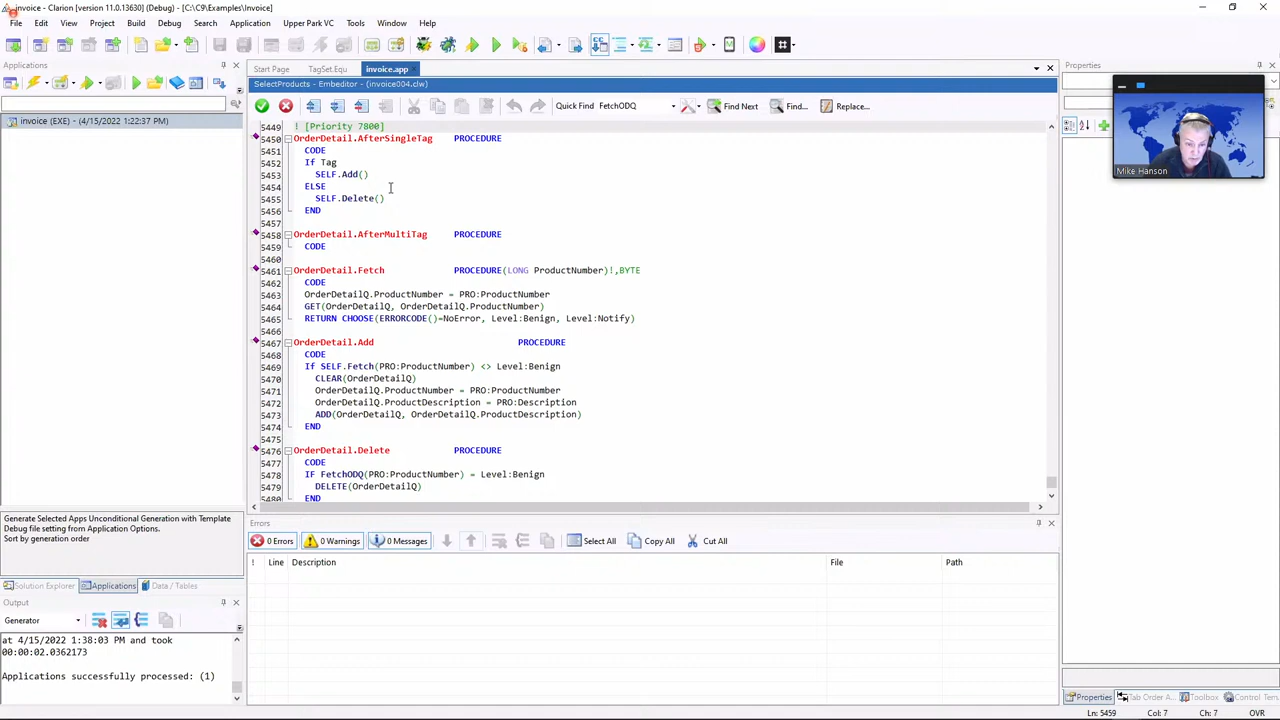 invoice - Clarion [version 11.0.13630] (Debug) - [C:\C9\Examples\Invoice]
File Edit View Project Build Debug Search Application Upper Park VC Tools Window Help
Applications
Start Page TagSet.Equ invoice.app
Properties
SelectProducts - Embeditor - (invoice004.clw)
Quick Find FetchODQ Find Next Find... Replace...
invoice (EXE) - (4/15/2022 1:22:37 PM)
Mike Hanson
5449 ! [Priority 7800]
5450 OrderDetail.AfterSingleTag PROCEDURE
5451 CODE
5452 If Tag
5453 SELF.Add()
5454 ELSE
5455 SELF.Delete()
5456 END
5457
5458 OrderDetail.AfterMultiTag PROCEDURE
5459 CODE
5460
5461 OrderDetail.Fetch PROCEDURE(LONG ProductNumber)!,BYTE
5462 CODE
5463 OrderDetailQ.ProductNumber = PRO:ProductNumber
5464 GET(OrderDetailQ, OrderDetailQ.ProductNumber)
5465 RETURN CHOOSE(ERRORCODE()=NoError, Level:Benign, Level:Notify)
5466
5467 OrderDetail.Add PROCEDURE
5468 CODE
5469 If SELF.Fetch(PRO:ProductNumber) <> Level:Benign
5470 CLEAR(OrderDetailQ)
5471 OrderDetailQ.ProductNumber = PRO:ProductNumber
5472 OrderDetailQ.ProductDescription = PRO:Description
5473 ADD(OrderDetailQ, OrderDetailQ.ProductDescription)
5474 END
5475
5476 OrderDetail.Delete PROCEDURE
5477 CODE
5478 IF FetchODQ(PRO:ProductNumber) = Level:Benign
5479 DELETE(OrderDetailQ)
5480 END
Generate Selected Apps Unconditional Generation with Template
Debug file setting from Application Options.
Sort by generation order
Errors
0 Errors 0 Warnings 0 Messages Select All Copy All Cut All
! Line Description File Path
Solution Explorer Applications Data / Tables
Output
Generator
at 4/15/2022 1:38:03 PM and took
00:00:02.0362173
Applications successfully processed: (1)
Properties Tab Order A... Toolbox Control Tem
Ln: 5459 Col: 7 Ch: 7 OVR